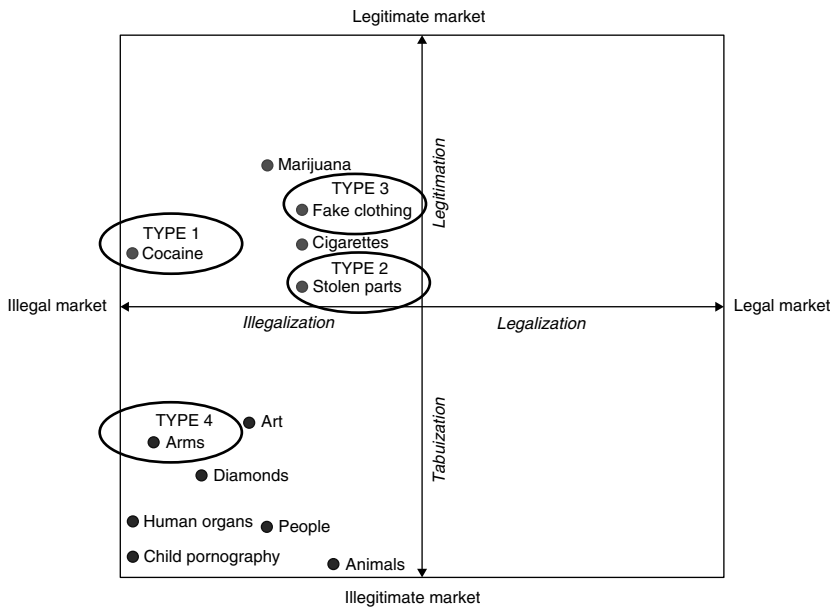 Legitimate market
Marijuana
Legitimation
TYPE 3
Fake clothing
TYPE 1
Cocaine
Cigarettes
TYPE 2
Stolen parts
Illegal market
Legal market
Illegalization
Legalization
TYPE 4
Art
Arms
Tabuization
Diamonds
Human organs
People
Child pornography
Animals
Illegitimate market